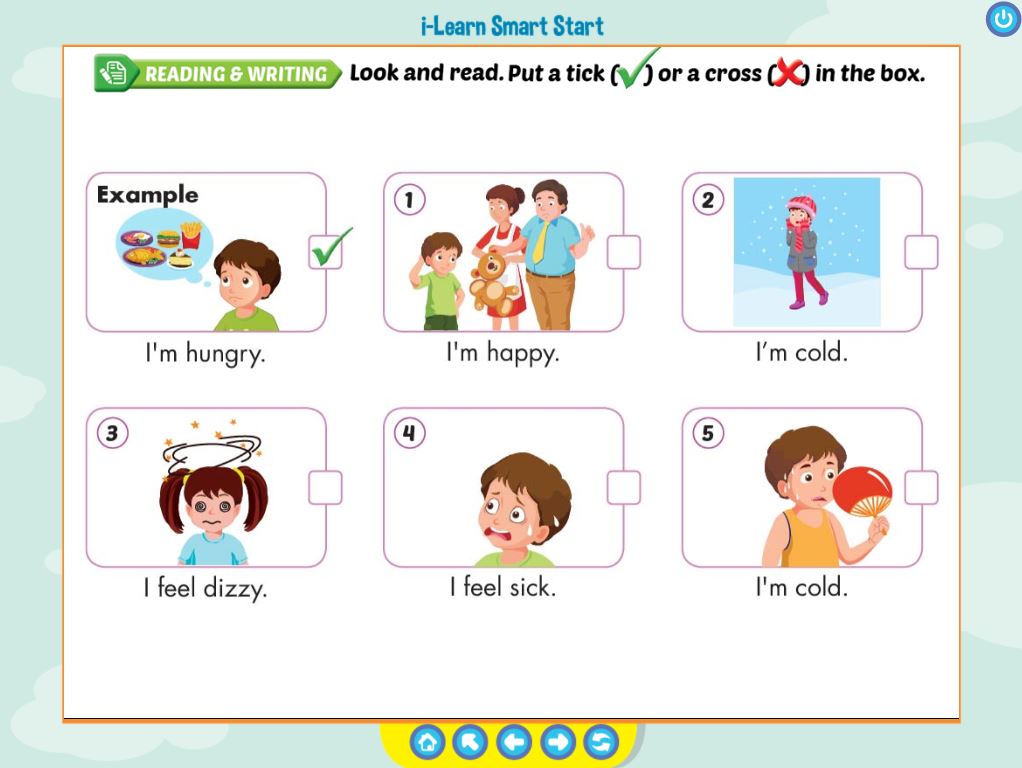 i-Learn Smart Start
READING & WRITING Look and read. Put a tick (✓) or a cross (✗) in the box.
Example
1
2
I'm hungry.
I'm happy.
I'm cold.
3
4
5
I feel dizzy.
I feel sick.
I'm cold.